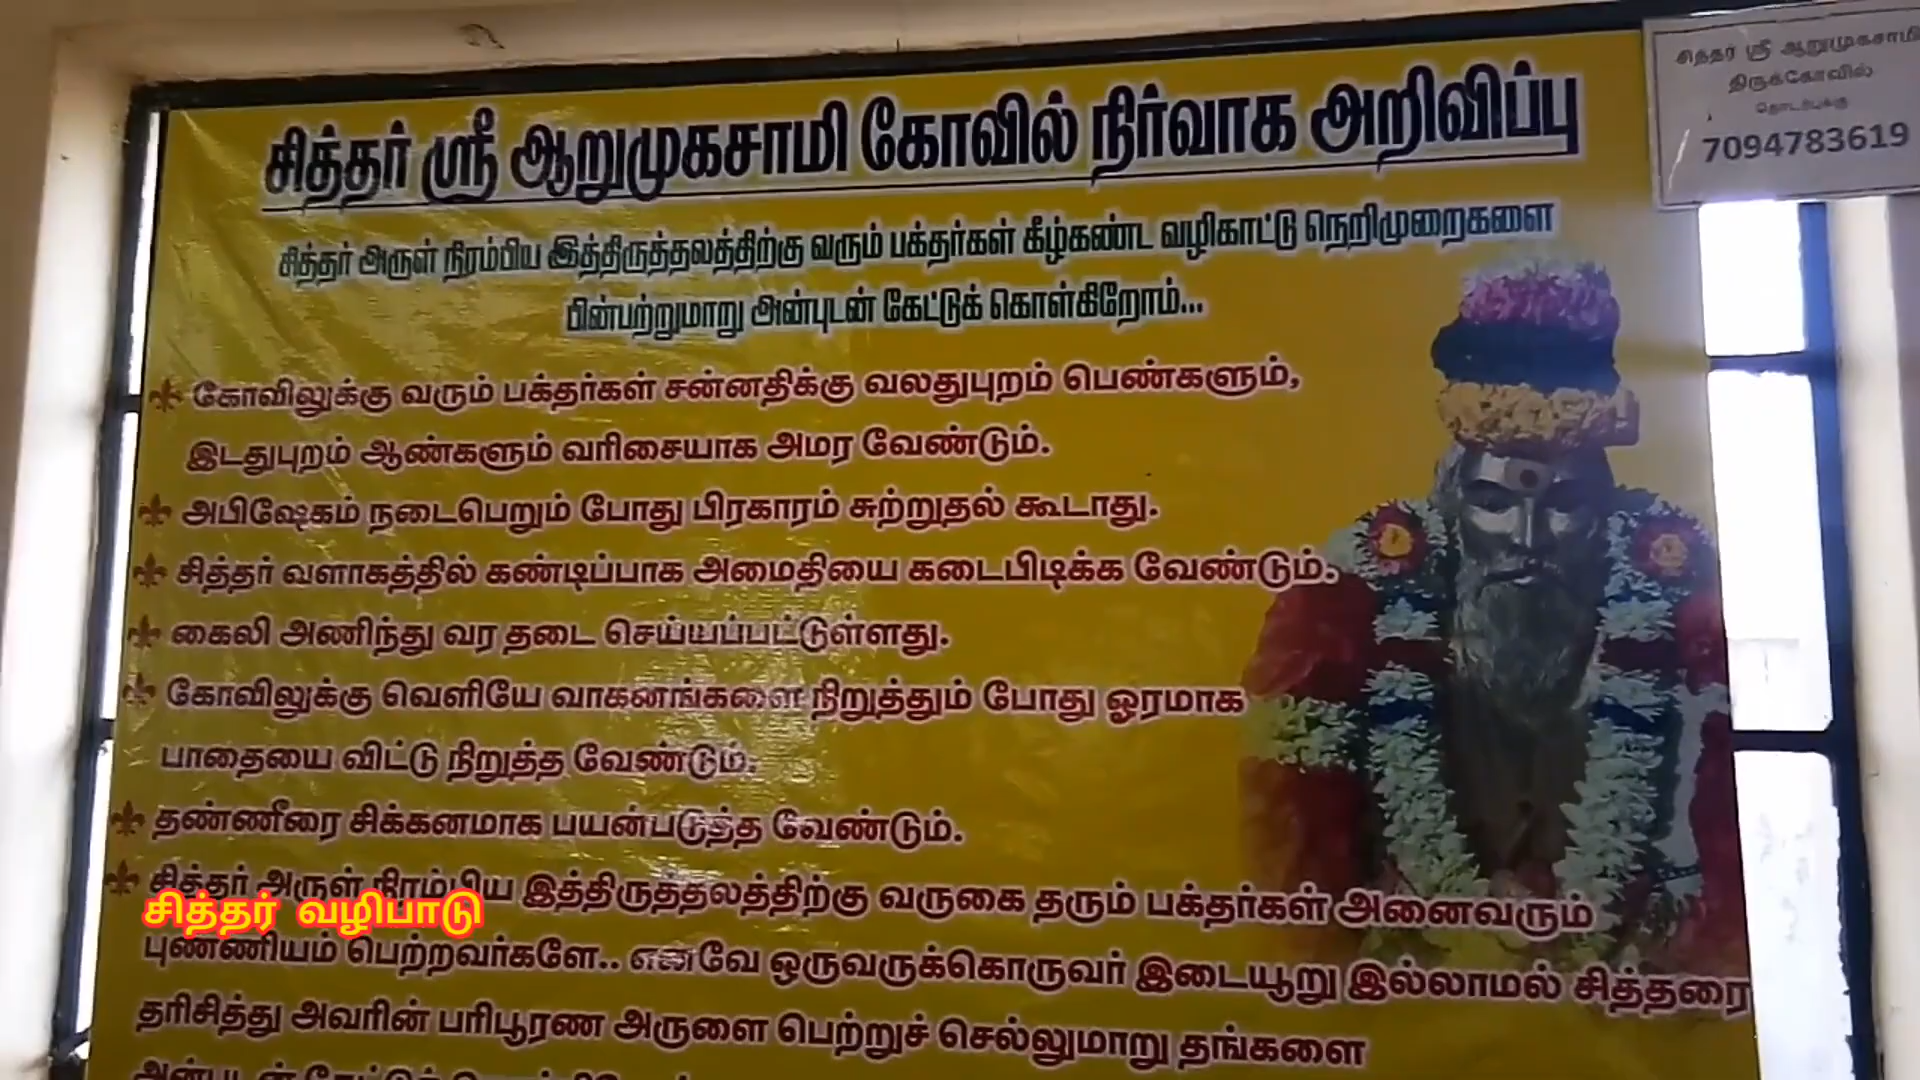 சித்தர் ஸ்ரீ ஆறுமுகசாமி
திருக்கோவில்
தொடர்புக்கு
7094783619
சித்தர் ஸ்ரீ ஆறுமுகசாமி கோவில் நிர்வாக அறிவிப்பு
சித்தர் அருள் நிரம்பிய இத்திருத்தலத்திற்கு வரும் பக்தர்கள் கீழ்கண்ட வழிகாட்டு நெறிமுறைகளை
பின்பற்றுமாறு அன்புடன் கேட்டுக் கொள்கிறோம்...
கோவிலுக்கு வரும் பக்தர்கள் சன்னதிக்கு வலதுபுறம் பெண்களும்,
இடதுபுறம் ஆண்களும் வரிசையாக அமர வேண்டும்.
அபிஷேகம் நடைபெறும் போது பிரகாரம் சுற்றுதல் கூடாது.
சித்தர் வளாகத்தில் கண்டிப்பாக அமைதியை கடைபிடிக்க வேண்டும்.
கைலி அணிந்து வர தடை செய்யப்பட்டுள்ளது.
கோவிலுக்கு வெளியே வாகனங்களை நிறுத்தும் போது ஓரமாக
பாதையை விட்டு நிறுத்த வேண்டும்.
தண்ணீரை சிக்கனமாக பயன்படுத்த வேண்டும்.
சித்தர் அருள் நிரம்பிய இத்திருத்தலத்திற்கு வருகை தரும் பக்தர்கள் அனைவரும்
சித்தர் வழிபாடு
புண்ணியம் பெற்றவர்களே.. எனவே ஒருவருக்கொருவர் இடையூறு இல்லாமல் சித்தரை
தரிசித்து அவரின் பரிபூரண அருளை பெற்றுச் செல்லுமாறு தங்களை